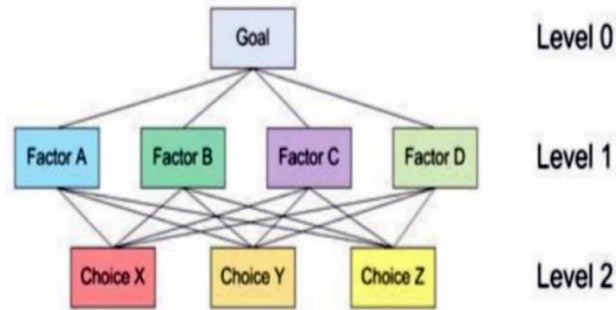 Goal
Level 0
Factor A
Factor B
Factor C
Factor D
Level 1
Choice X
Choice Y
Choice Z
Level 2